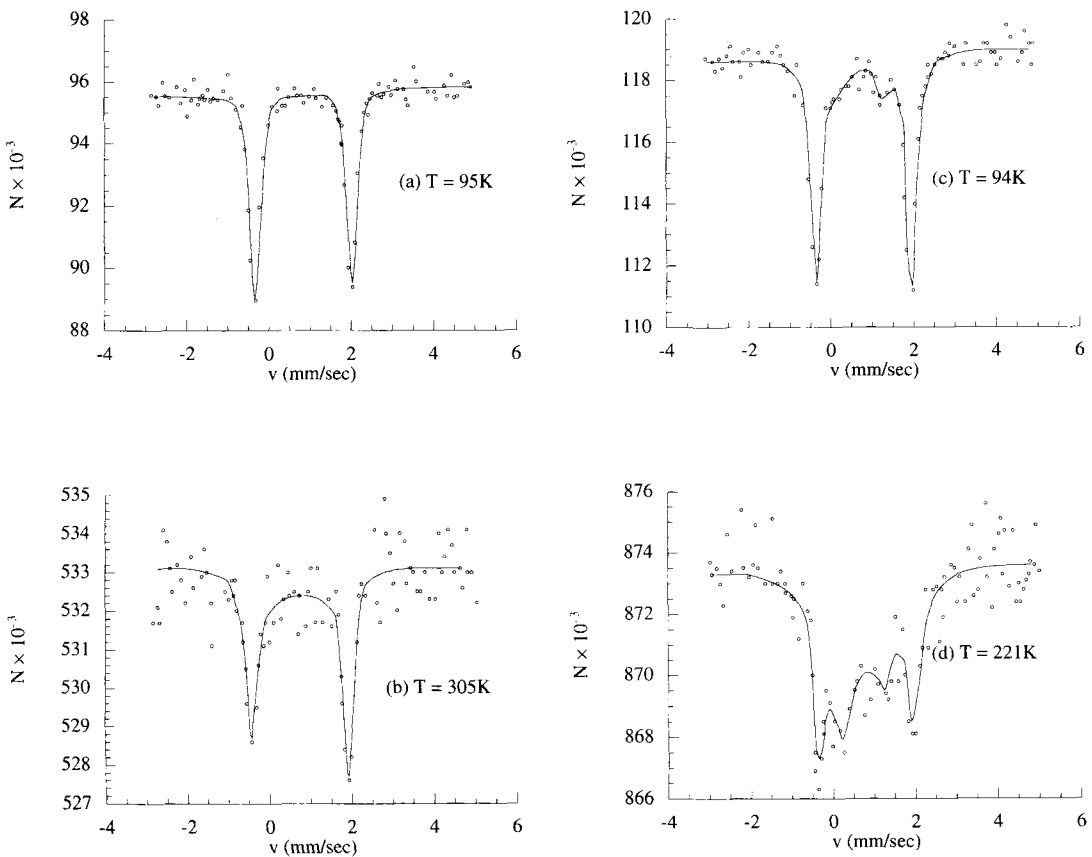 98
96
94
92
90
88
N × 10⁻³
(a) T = 95K
-4 -2 0 2 4 6
v (mm/sec)
120
118
116
114
112
110
N × 10⁻³
(c) T = 94K
-4 -2 0 2 4 6
v (mm/sec)
535
534
533
532
531
530
529
528
527
N × 10⁻³
(b) T = 305K
-4 -2 0 2 4 6
v (mm/sec)
876
874
872
870
868
866
N × 10⁻³
(d) T = 221K
-4 -2 0 2 4 6
v (mm/sec)